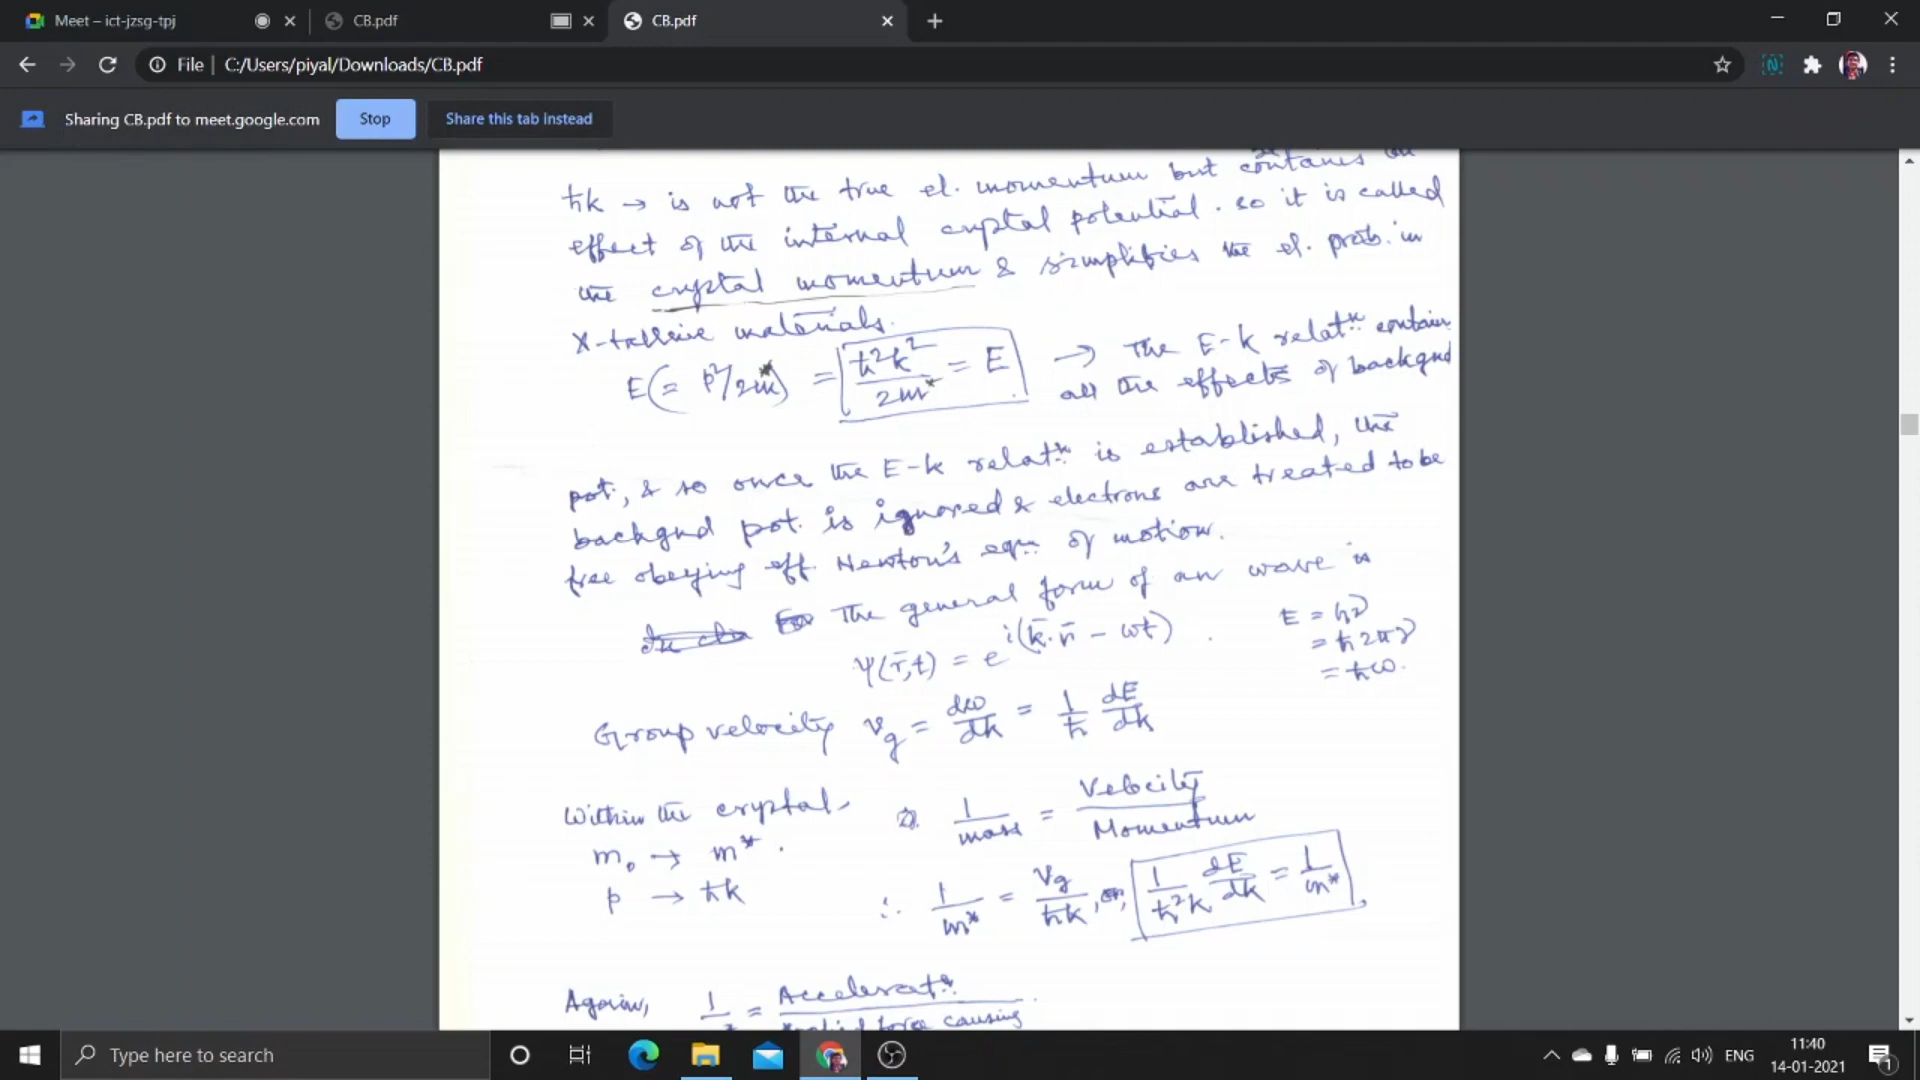 Meet – ict-jzsg-tpj
CB.pdf
CB.pdf
File | C:/Users/piyal/Downloads/CB.pdf
Sharing CB.pdf to meet.google.com
Stop
Share this tab instead
ħk → is not the true el. momentum but contains
effect of the internal cryptal potential. so it is called
the cryptal momentum & simplifies the el. prob. in
X-talline materials.
E(= p²/2m*) = ħ²k²/2m* = E → The E-k relatⁿ contain
all the effects of backgnd
pot., & so once the E-k relatⁿ is established, the
backgnd pot. is ignored & electrons are treated to be
free obeying eff Newton's eqn. of motion.
The general form of an wave is
ψ(r̄,t) = e^i(k̄.r̄ - ωt).
E = hν
= ħ2πν
= ħω.
Group velocity v_g = dω/dk = 1/ħ dE/dk
Within the cryptal 1/mass = Velocity/Momentum
m₀ → m*.
p → ħk
∴ 1/m* = v_g/ħk, or, 1/ħ²k dE/dk = 1/m*,
Again, 1/ = Acceleratⁿ/ force causing
Type here to search
ENG
11:40
14-01-2021
1